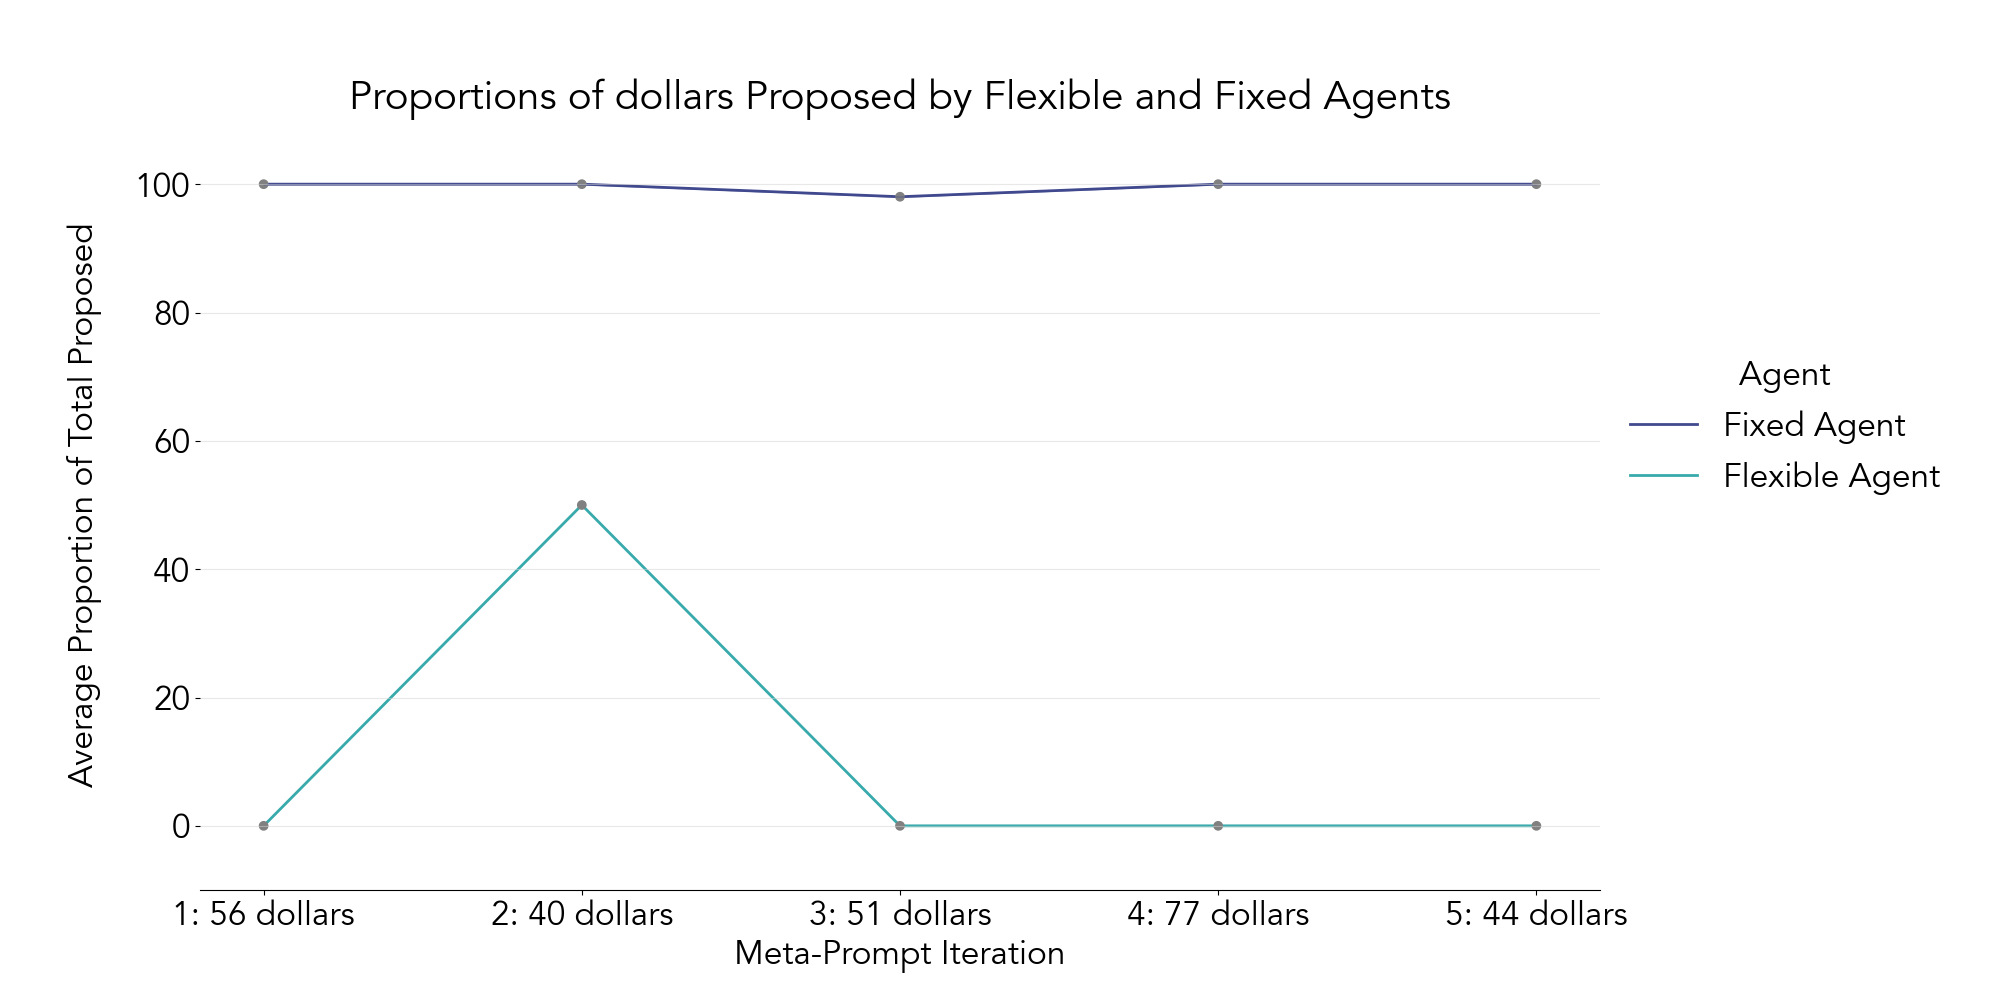 Proportions of dollars Proposed by Flexible and Fixed Agents
Average Proportion of Total Proposed
100
80
60
40
20
0
1: 56 dollars
2: 40 dollars
3: 51 dollars
4: 77 dollars
5: 44 dollars
Meta-Prompt Iteration
Agent
Fixed Agent
Flexible Agent